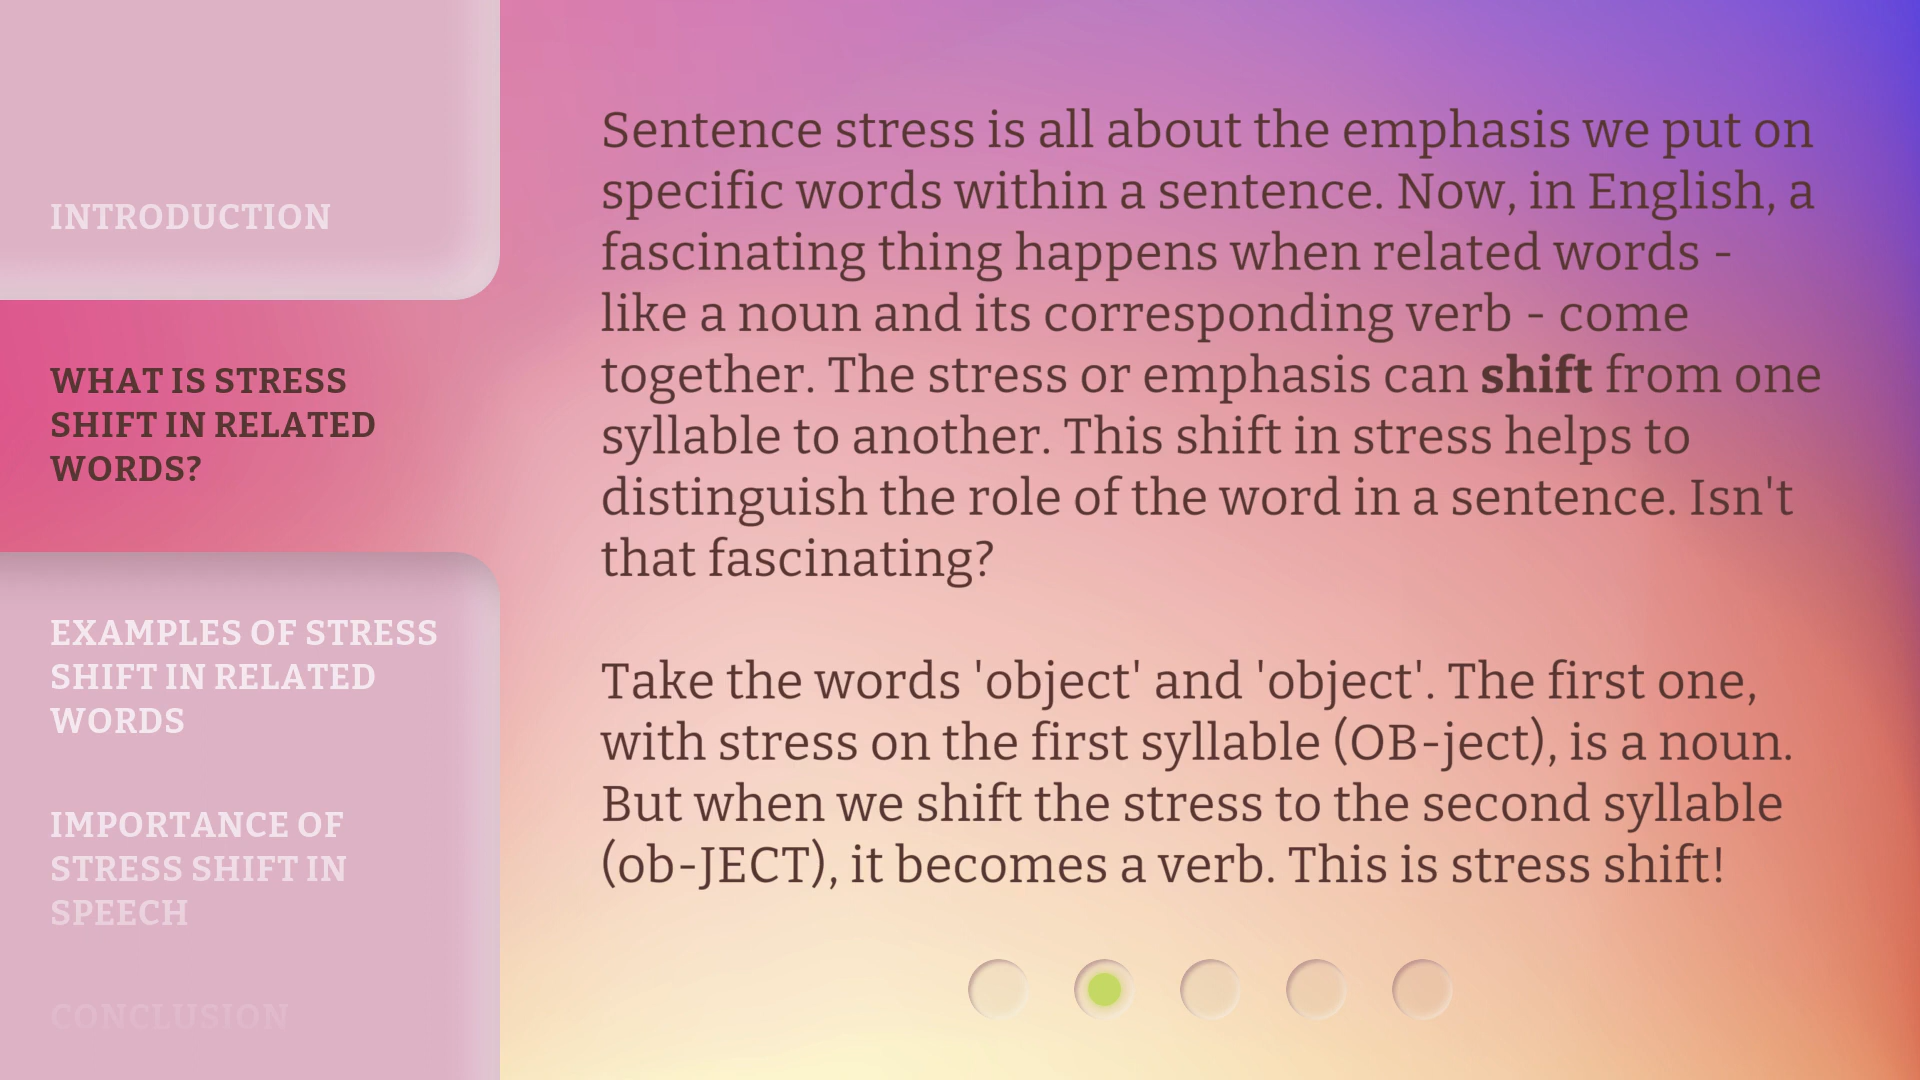 INTRODUCTION
WHAT IS STRESS
SHIFT IN RELATED
WORDS?
EXAMPLES OF STRESS
SHIFT IN RELATED
WORDS
IMPORTANCE OF
STRESS SHIFT IN
SPEECH
CONCLUSION
Sentence stress is all about the emphasis we put on
specific words within a sentence. Now, in English, a
fascinating thing happens when related words -
like a noun and its corresponding verb - come
together. The stress or emphasis can shift from one
syllable to another. This shift in stress helps to
distinguish the role of the word in a sentence. Isn't
that fascinating?
Take the words 'object' and 'object'. The first one,
with stress on the first syllable (OB-ject), is a noun.
But when we shift the stress to the second syllable
(ob-JECT), it becomes a verb. This is stress shift!